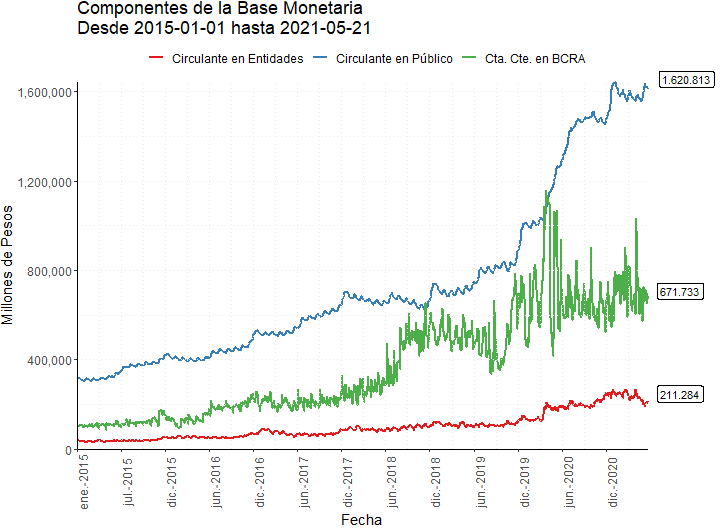 Componentes de la Base Monetaria
Desde 2015-01-01 hasta 2021-05-21
Circulante en Entidades Circulante en Público Cta. Cte. en BCRA
Millones de Pesos
1,600,000
1,200,000
800,000
400,000
0
1.620.813
671.733
211.284
ene.-2015
jul.-2015
dic.-2015
jun.-2016
dic.-2016
jun.-2017
dic.-2017
jun.-2018
dic.-2018
jun.-2019
dic.-2019
jun.-2020
dic.-2020
Fecha